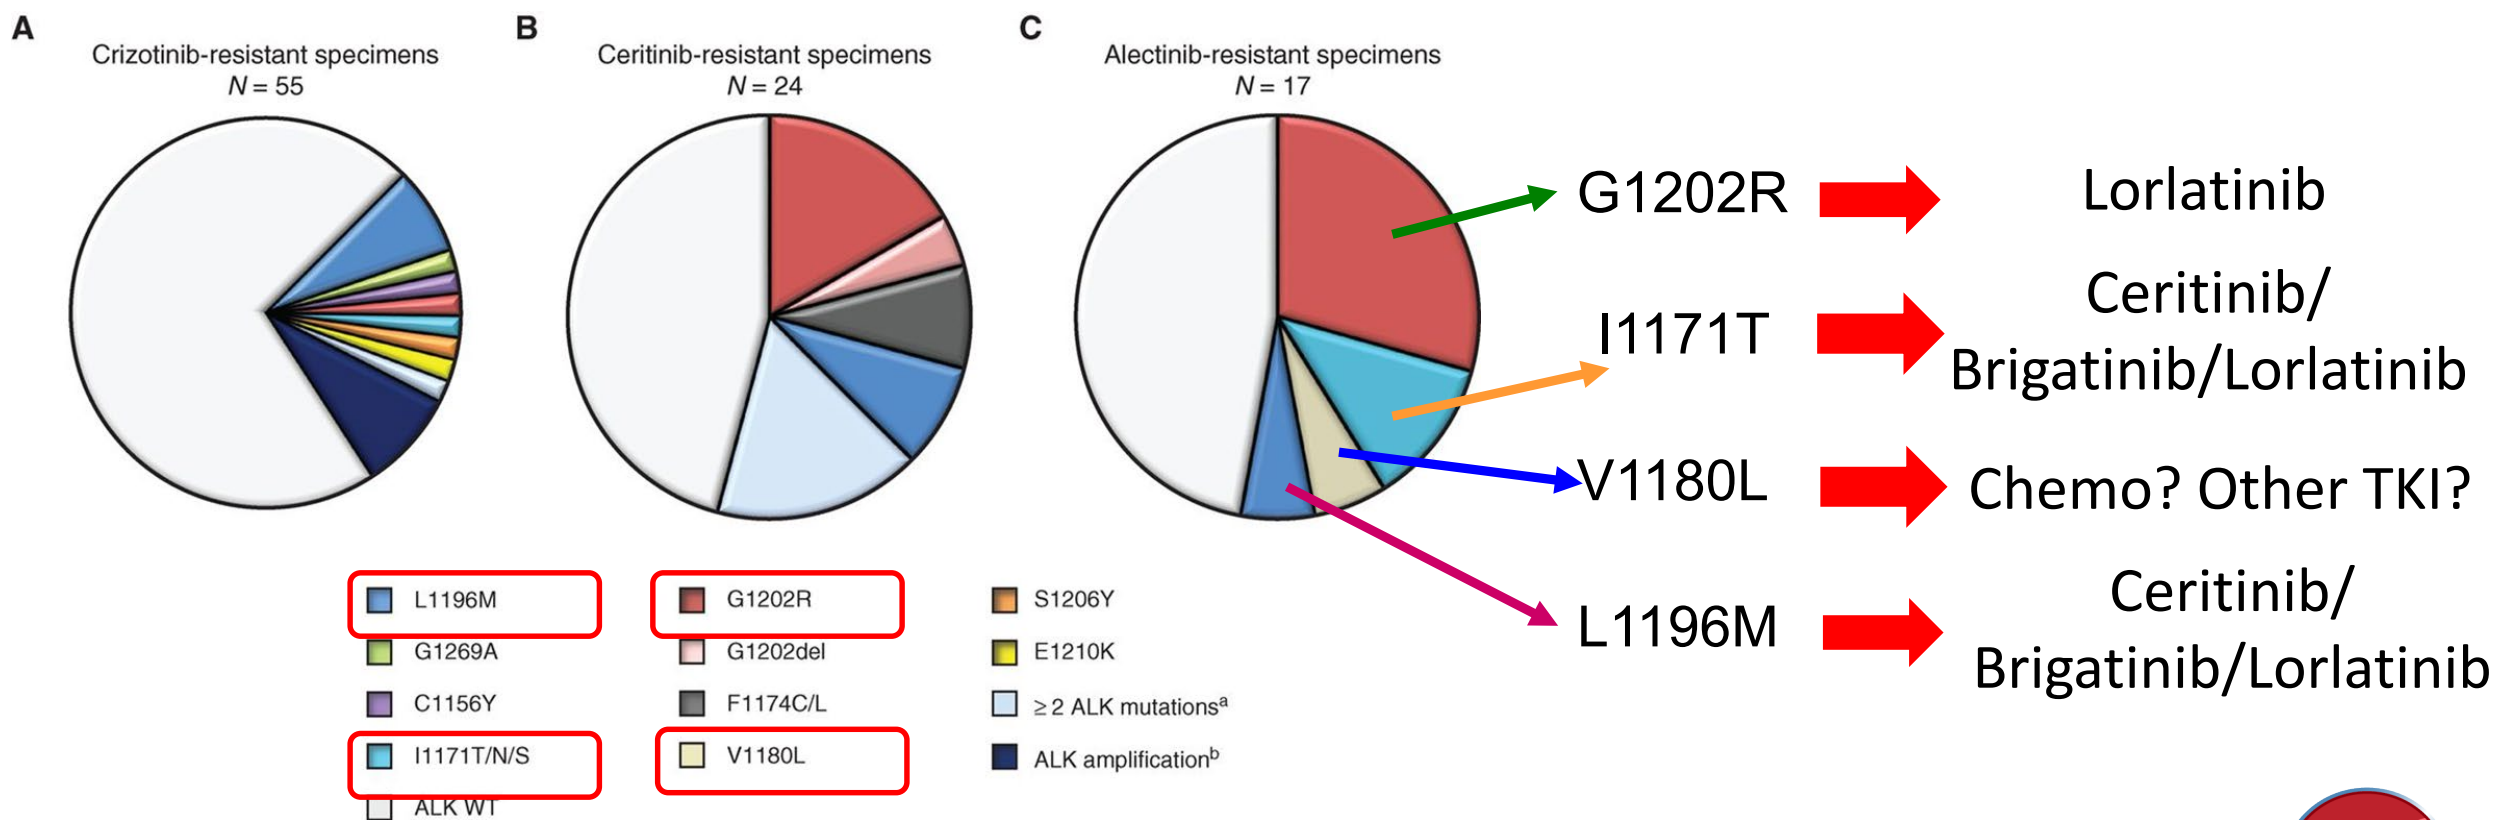 A
Crizotinib-resistant specimens
N = 55
B
Ceritinib-resistant specimens
N = 24
C
Alectinib-resistant specimens
N = 17
G1202R
Lorlatinib
I1171T
Ceritinib/
Brigatinib/Lorlatinib
V1180L
Chemo? Other TKI?
L1196M
Ceritinib/
Brigatinib/Lorlatinib
L1196M
G1269A
C1156Y
I1171T/N/S
ALK WT
G1202R
G1202del
F1174C/L
V1180L
S1206Y
E1210K
≥ 2 ALK mutationsᵃ
ALK amplificationᵇ